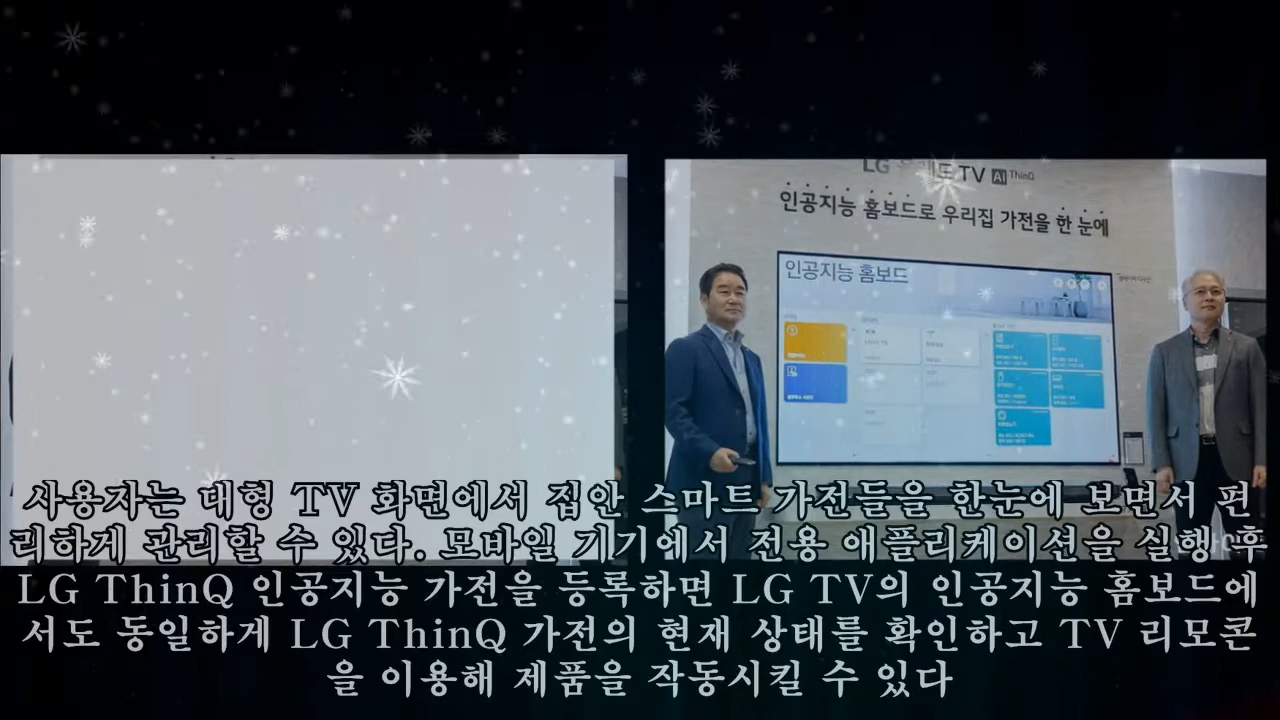 LG 올레드 TV AI ThinQ
인공지능 홈보드로 우리집 가전을 한 눈에
인공지능 홈보드
사용자는 대형 TV 화면에서 집안 스마트 가전들을 한눈에 보면서 편
리하게 관리할 수 있다. 모바일 기기에서 전용 애플리케이션을 실행 후
LG ThinQ 인공지능 가전을 등록하면 LG TV의 인공지능 홈보드에
서도 동일하게 LG ThinQ 가전의 현재 상태를 확인하고 TV 리모콘
을 이용해 제품을 작동시킬 수 있다